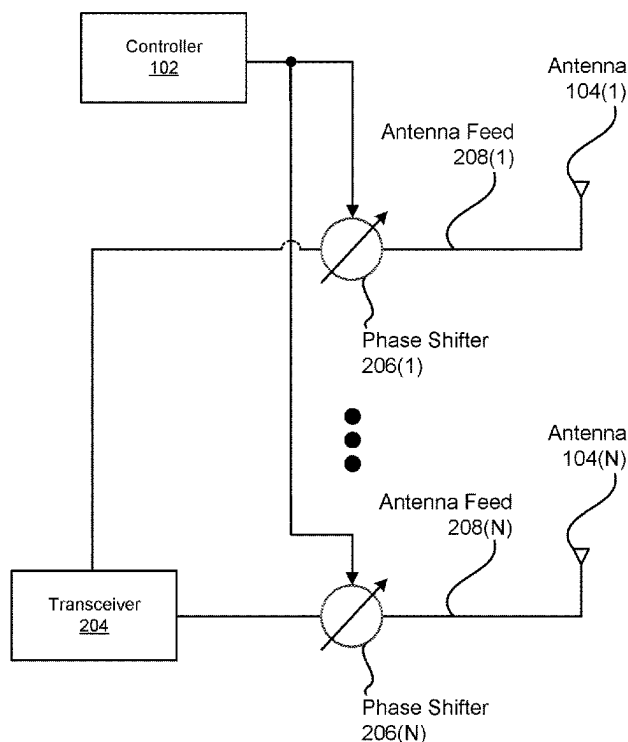 Controller
102
Antenna
104(1)
Antenna Feed
208(1)
Phase Shifter
206(1)
Antenna
104(N)
Antenna Feed
208(N)
Transceiver
204
Phase Shifter
206(N)